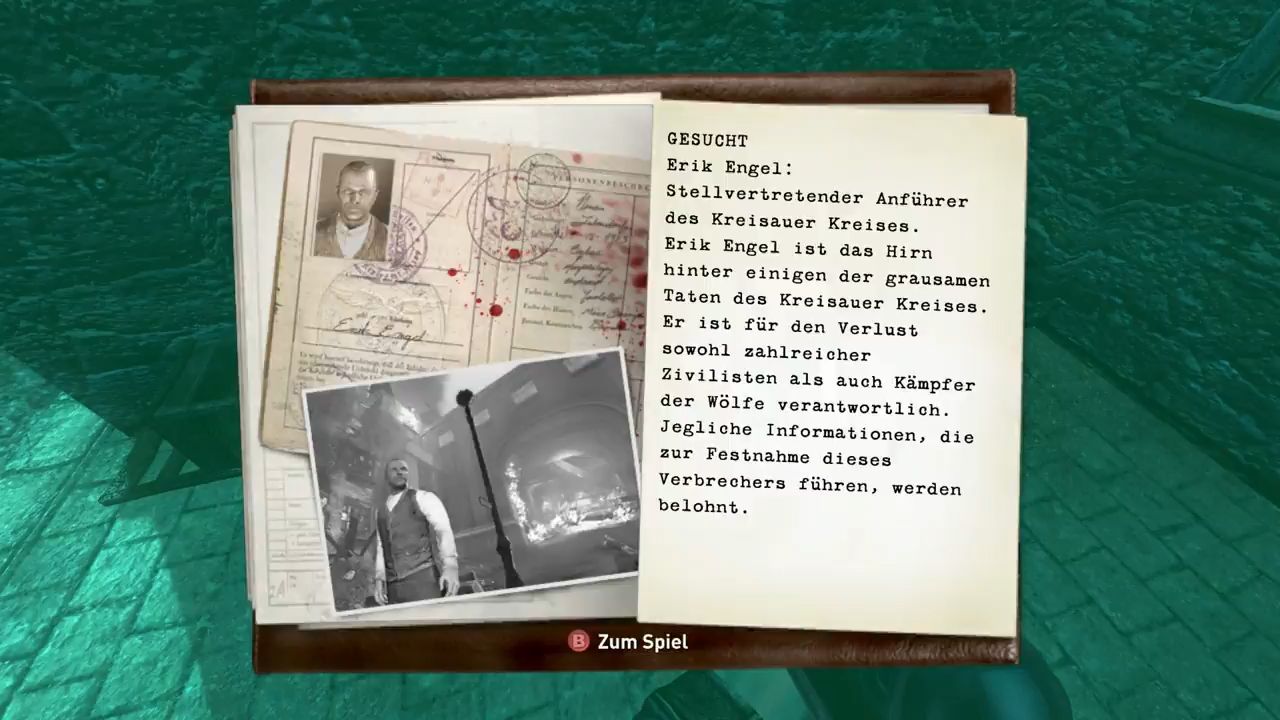 GESUCHT
Erik Engel:
Stellvertretender Anführer
des Kreisauer Kreises.
Erik Engel ist das Hirn
hinter einigen der grausamen
Taten des Kreisauer Kreises.
Er ist für den Verlust
sowohl zahlreicher
Zivilisten als auch Kämpfer
der Wölfe verantwortlich.
Jegliche Informationen, die
zur Festnahme dieses
Verbrechers führen, werden
belohnt.
Erik Engel
B Zum Spiel